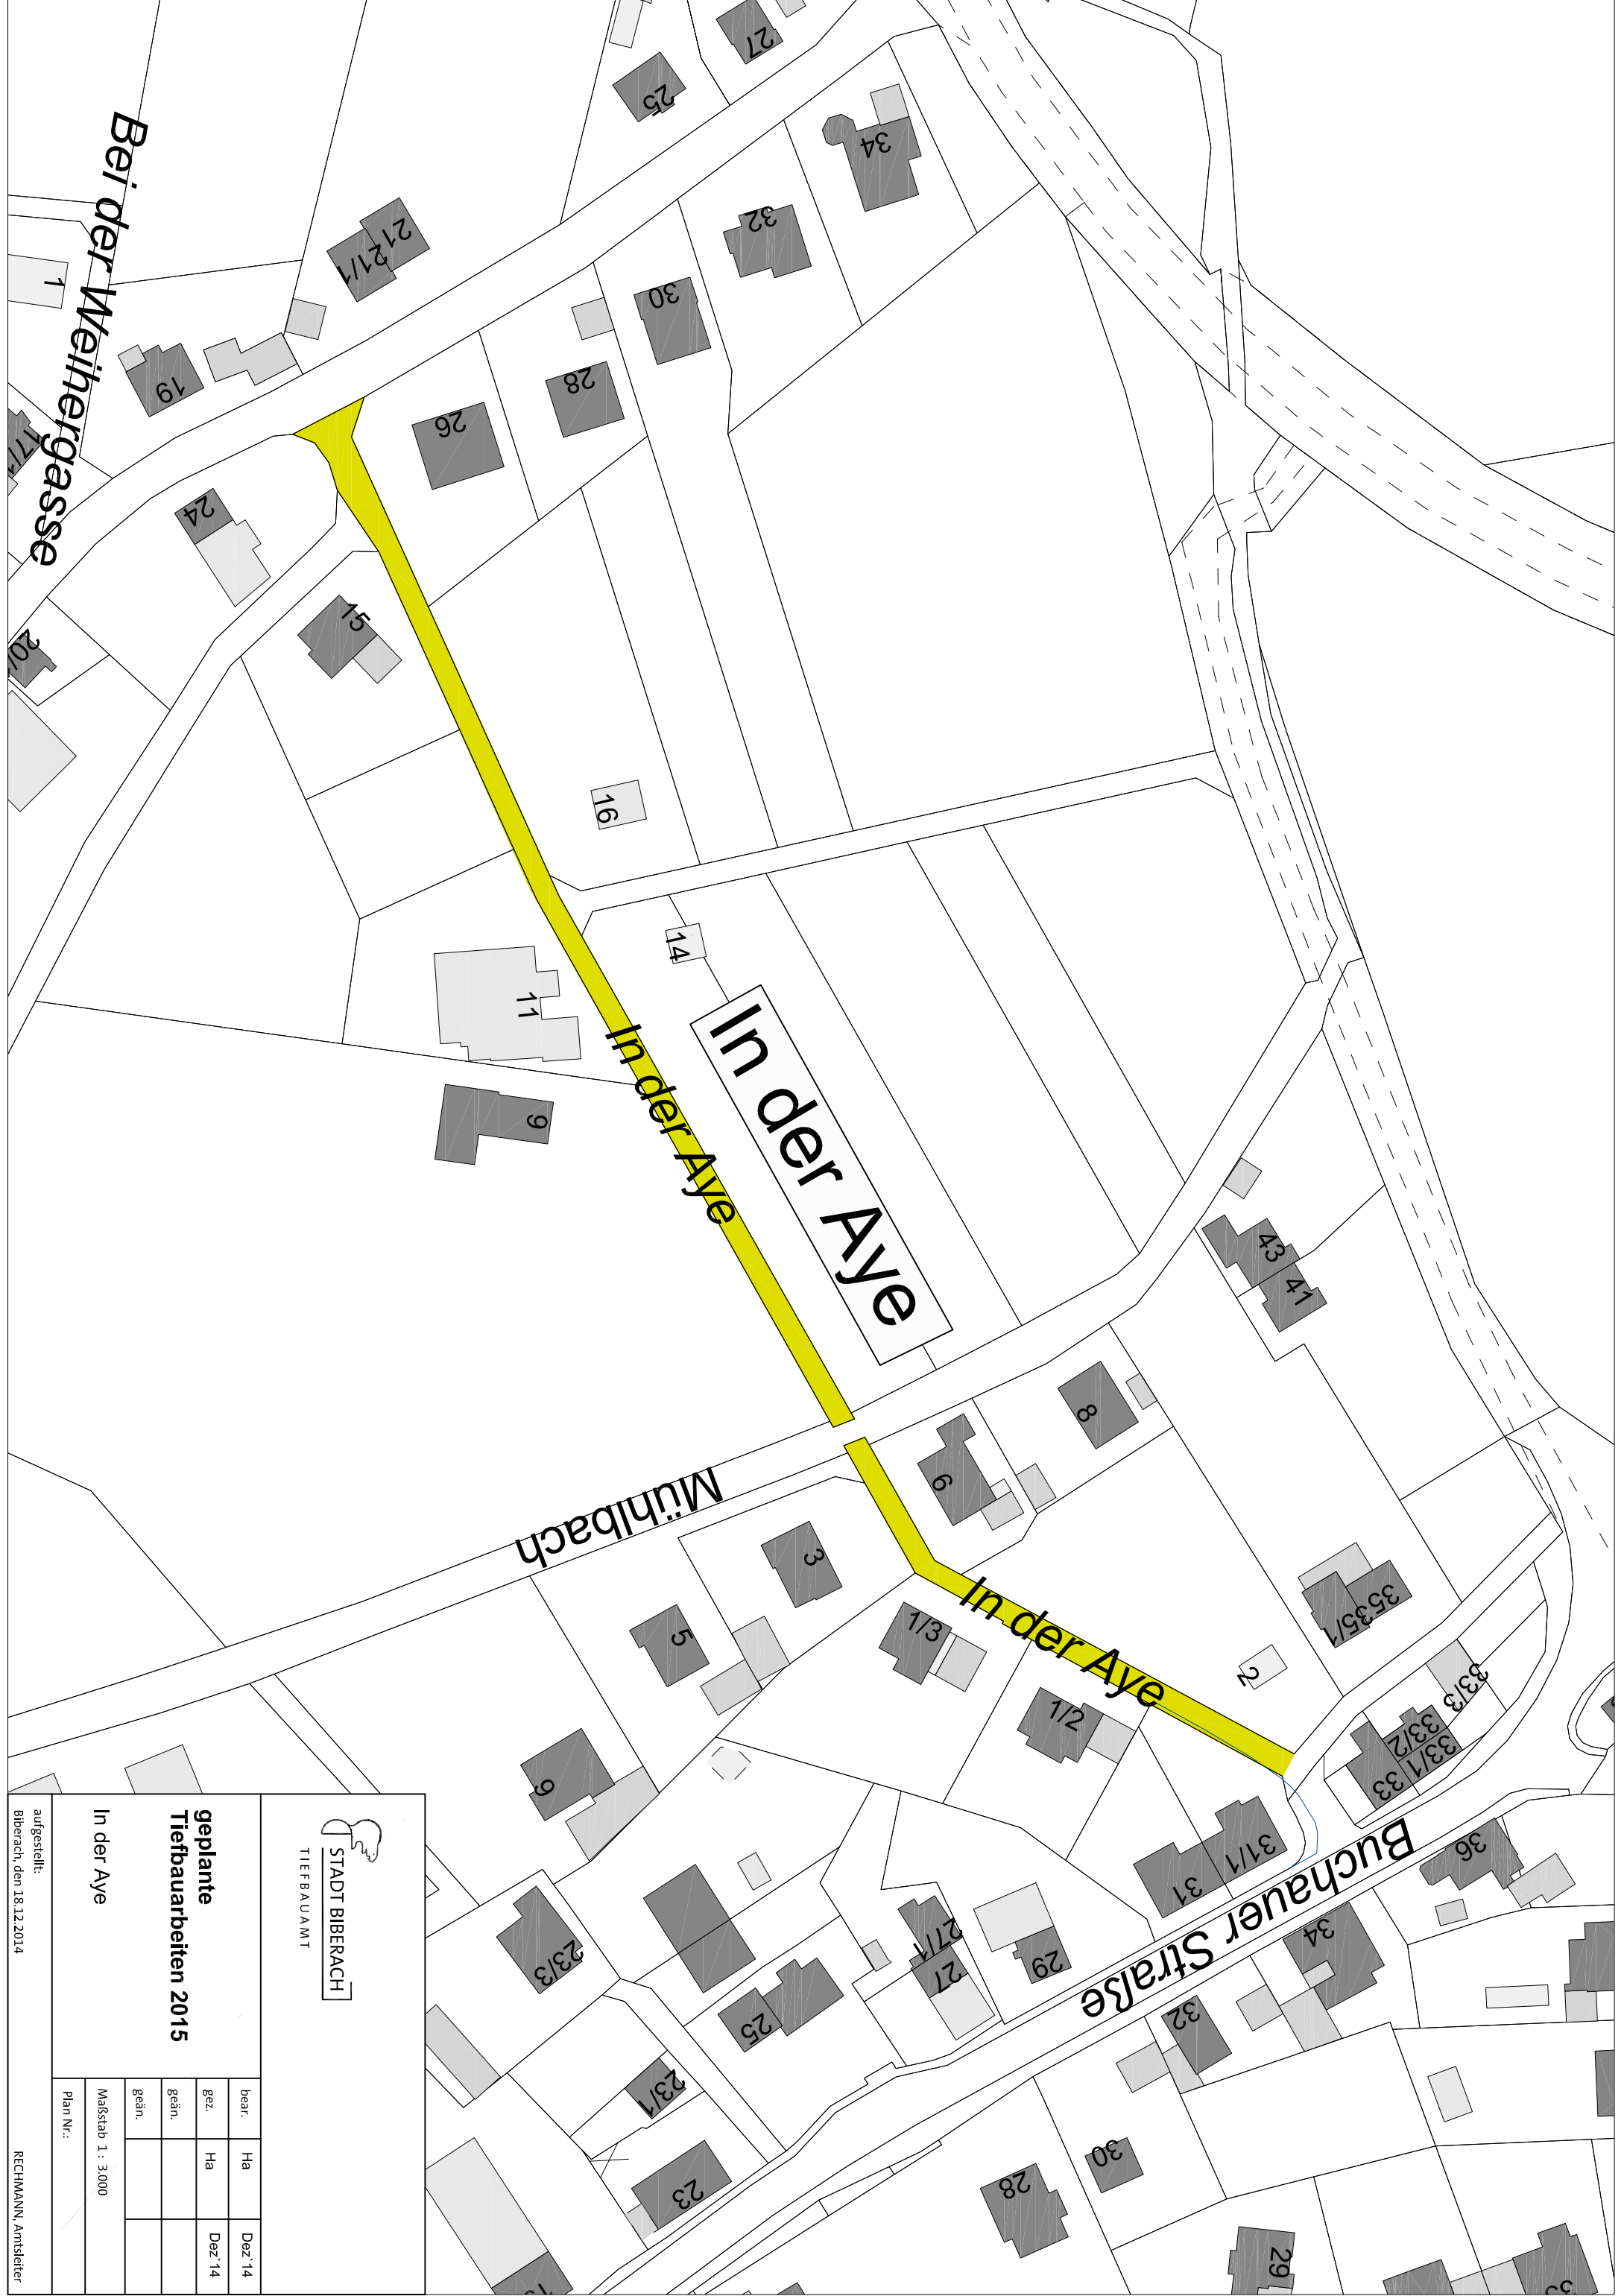 Bei der Weihergasse
1
19
21/1
21
25
27
34
32
30
28
26
24
15
16
14
11
9
In der Aye
In der Aye
43
41
8
6
Mühlbach
3
5
In der Aye
1/3
1/2
2
35
35/1
33/3
33/2
33/1
33
31/1
31
36
34
Buchauer Straße
9
23/3
25
27/1
27
29
32
30
28
29
23/1
23
STADT BIBERACH
TIEFBAUAMT
geplante
Tiefbauarbeiten 2015
In der Aye
bear. Ha Dez`14
gez. Ha Dez`14
geän.
geän.
Maßstab 1 : 3.000
Plan Nr.:
aufgestellt:
Biberach, den 18.12.2014
RECHMANN, Amtsleiter